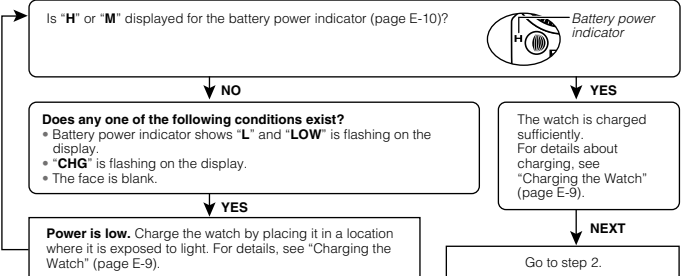 Is “H” or “M” displayed for the battery power indicator (page E-10)?
H
Battery power
indicator
NO
YES
Does any one of the following conditions exist?
• Battery power indicator shows “L” and “LOW” is flashing on the
display.
• “CHG” is flashing on the display.
• The face is blank.
The watch is charged
sufficiently.
For details about
charging, see
“Charging the Watch”
(page E-9).
YES
NEXT
Power is low. Charge the watch by placing it in a location
where it is exposed to light. For details, see “Charging the
Watch” (page E-9).
Go to step 2.